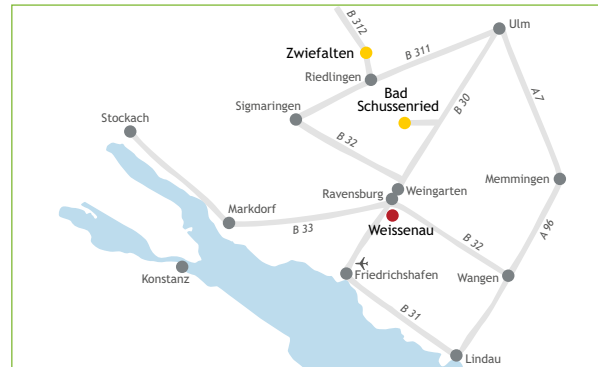 B 312
Ulm
Zwiefalten
B 311
Riedlingen
Bad
Schussenried
B 30
A 7
Stockach
Sigmaringen
B 32
Ravensburg
Weingarten
Memmingen
Markdorf
B 33
Weissenau
B 32
A 96
Konstanz
Friedrichshafen
Wangen
B 31
Lindau